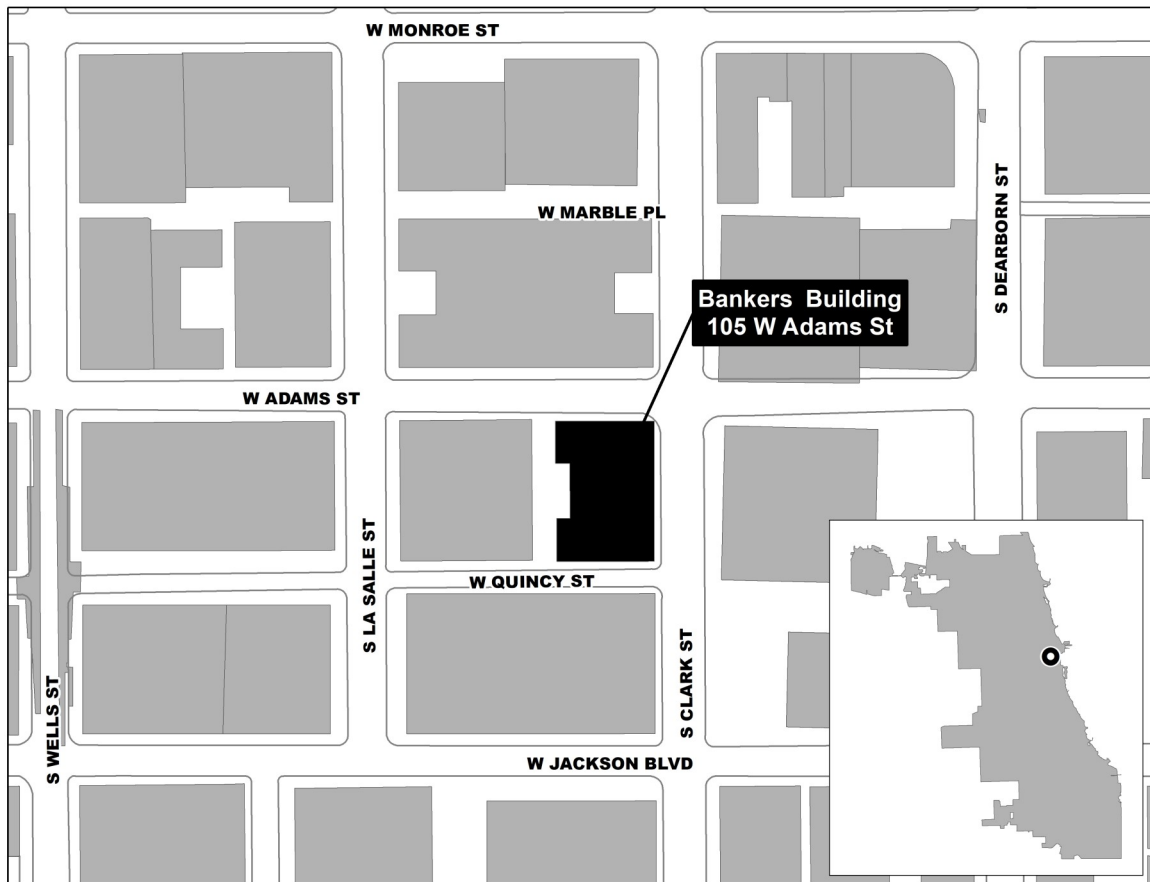 W MONROE ST
W MARBLE PL
S DEARBORN ST
Bankers Building
105 W Adams St
W ADAMS ST
S LA SALLE ST
W QUINCY ST
S CLARK ST
S WELLS ST
W JACKSON BLVD